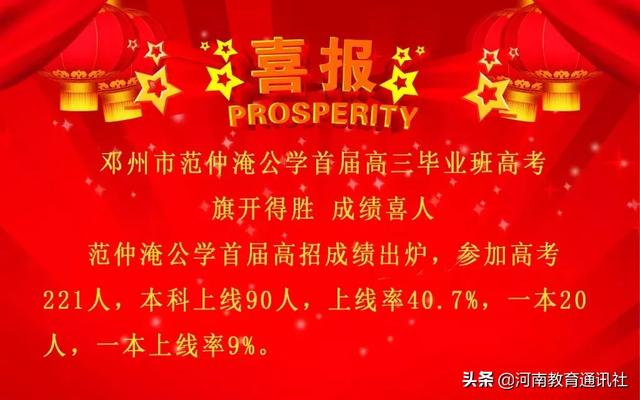 喜报
PROSPERITY
邓州市范仲淹公学首届高三毕业班高考
旗开得胜 成绩喜人
范仲淹公学首届高招成绩出炉，参加高考
221人，本科上线90人，上线率40.7%，一本20
人，一本上线率9%。
头条 @河南教育通讯社